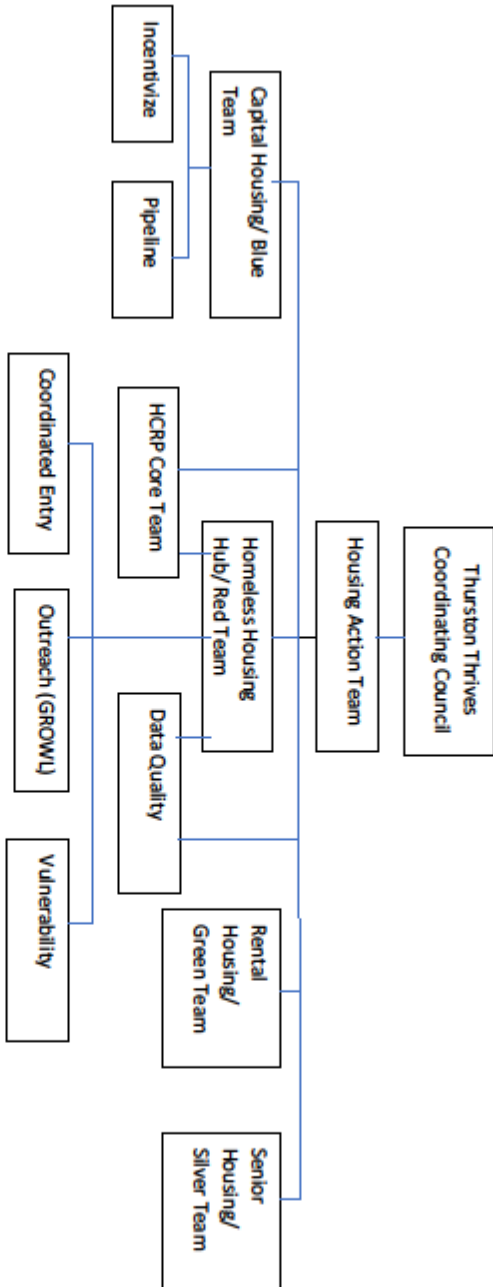 Thurston Thrives
Coordinating Council
Housing Action Team
Capital Housing/ Blue
Team
Homeless Housing
Hub/ Red Team
Rental
Housing/
Green Team
Senior
Housing/
Silver Team
Incentivize
Pipeline
HCRP Core Team
Data Quality
Coordinated Entry
Outreach (GROWL)
Vulnerability